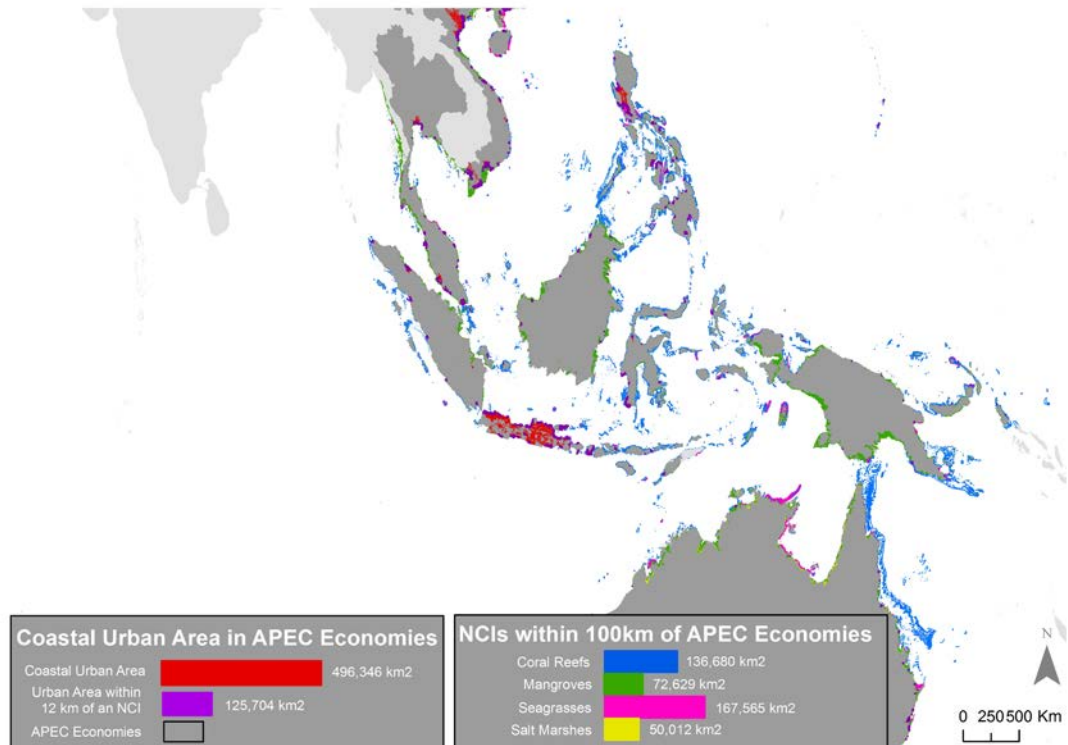 Coastal Urban Area in APEC Economies
Coastal Urban Area 496,346 km2
Urban Area within
12 km of an NCI 125,704 km2
APEC Economies
NCIs within 100km of APEC Economies
Coral Reefs 136,680 km2
Mangroves 72,629 km2
Seagrasses 167,565 km2
Salt Marshes 50,012 km2
N
0 250 500 Km